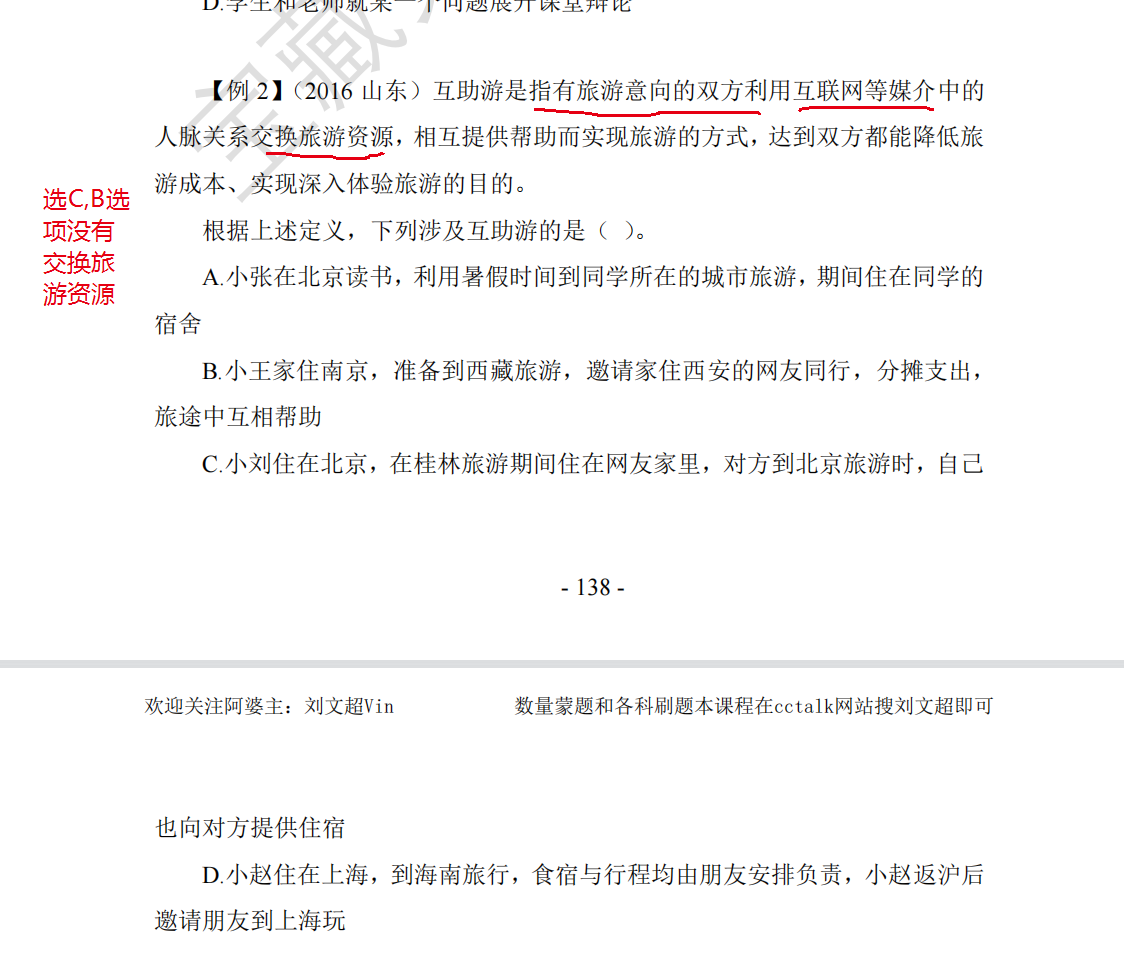 D.学生和老师就某一个问题展开课堂辩论
【例 2】（2016 山东）互助游是指有旅游意向的双方利用互联网等媒介中的
人脉关系交换旅游资源，相互提供帮助而实现旅游的方式，达到双方都能降低旅
游成本、实现深入体验旅游的目的。
选C,B选
项没有
交换旅
游资源
根据上述定义，下列涉及互助游的是（ ）。
A.小张在北京读书，利用暑假时间到同学所在的城市旅游，期间住在同学的
宿舍
B.小王家住南京，准备到西藏旅游，邀请家住西安的网友同行，分摊支出，
旅途中互相帮助
C.小刘住在北京，在桂林旅游期间住在网友家里，对方到北京旅游时，自己
- 138 -
欢迎关注阿婆主：刘文超Vin
数量蒙题和各科刷题本课程在cctalk网站搜刘文超即可
也向对方提供住宿
D.小赵住在上海，到海南旅行，食宿与行程均由朋友安排负责，小赵返沪后
邀请朋友到上海玩
宝藏